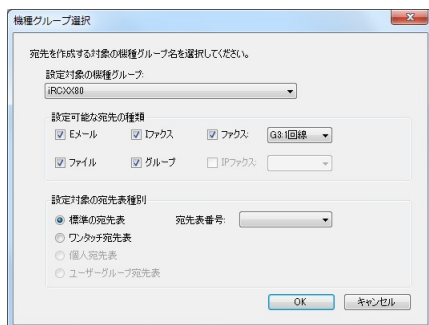 機種グループ選択
宛先を作成する対象の機種グループ名を選択してください。
設定対象の機種グループ:
iRCXX80
設定可能な宛先の種類
Eメール Iファクス ファクス: G3:1回線
ファイル グループ IPファクス:
設定対象の宛先表種別
標準の宛先表 宛先表番号:
ワンタッチ宛先表
個人宛先表
ユーザーグループ宛先表
OK キャンセル